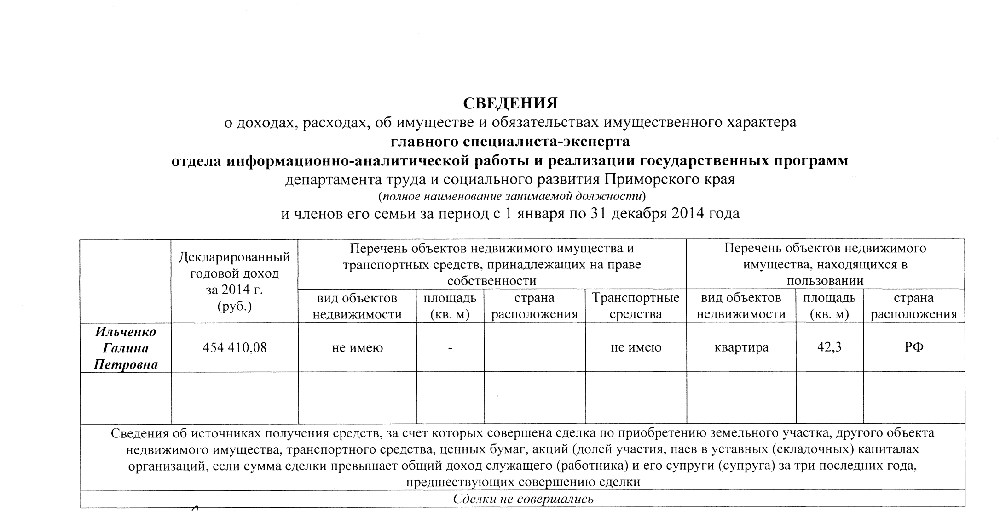 СВЕДЕНИЯ
о доходах, расходах, об имуществе и обязательствах имущественного характера
главного специалиста-эксперта
отдела информационно-аналитической работы и реализации государственных программ
департамента труда и социального развития Приморского края
(полное наименование занимаемой должности)
и членов его семьи за период с 1 января по 31 декабря 2014 года
Декларированный
годовой доход
за 2014 г.
(руб.)
Перечень объектов недвижимого имущества и
транспортных средств, принадлежащих на праве
собственности
Перечень объектов недвижимого
имущества, находящихся в
пользовании
вид объектов
недвижимости
площадь
(кв. м)
страна
расположения
Транспортные
средства
вид объектов
недвижимости
площадь
(кв. м)
страна
расположения
Ильченко
Галина
Петровна
454 410,08
не имею
-
не имею
квартира
42,3
РФ
Сведения об источниках получения средств, за счет которых совершена сделка по приобретению земельного участка, другого объекта
недвижимого имущества, транспортного средства, ценных бумаг, акций (долей участия, паев в уставных (складочных) капиталах
организаций, если сумма сделки превышает общий доход служащего (работника) и его супруги (супруга) за три последних года,
предшествующих совершению сделки
Сделки не совершались